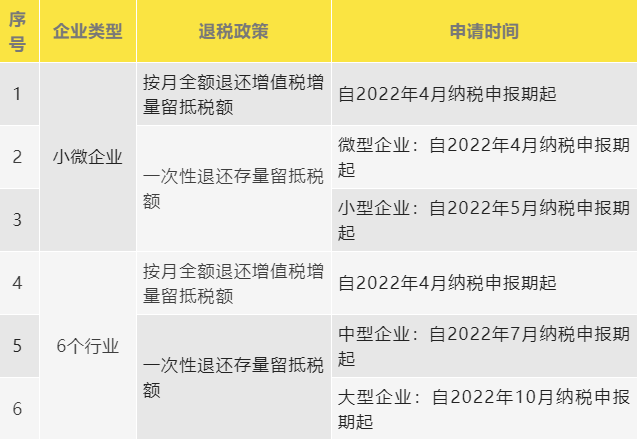 序
号
企业类型
退税政策
申请时间
1
小微企业
按月全额退还增值税增
量留抵税额
自2022年4月纳税申报期起
2
一次性退还存量留抵税
额
微型企业：自2022年4月纳税申报期
起
3
小型企业：自2022年5月纳税申报期
起
4
6个行业
按月全额退还增值税增
量留抵税额
自2022年4月纳税申报期起
5
一次性退还存量留抵税
额
中型企业：自2022年7月纳税申报期
起
6
大型企业：自2022年10月纳税申报
期起